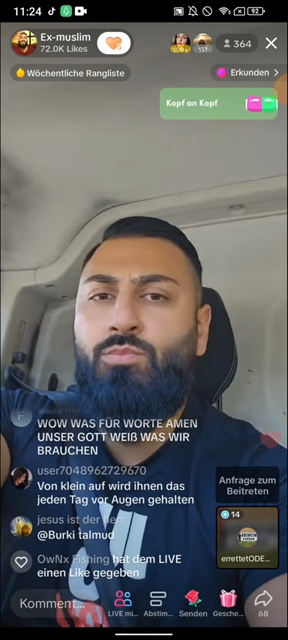 11:24
92
Ex-muslim
72.0K Likes
364
Wöchentliche Rangliste
Erkunden >
Kopf an Kopf
WOW WAS FÜR WORTE AMEN
UNSER GOTT WEIß WAS WIR
BRAUCHEN
user7048962729670
Von klein auf wird ihnen das
jeden Tag vor Augen gehalten
jesus ist der herr
@Burki talmud
OwNx Fishing hat dem LIVE
einen Like gegeben
Anfrage zum
Beitreten
14
errettetODE...
Komment...
LIVE mi...
Abstim...
Senden
Gesche...
68